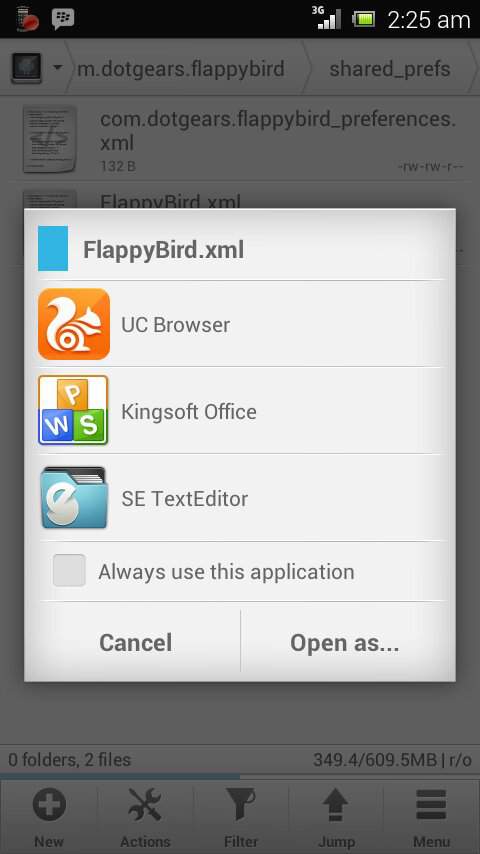 3G
2:25 am
m.dotgears.flappybird
shared_prefs
com.dotgears.flappybird_preferences.
xml
132 B
-rw-rw-r--
FlappyBird.xml
FlappyBird.xml
UC Browser
P
W S
Kingsoft Office
SE TextEditor
Always use this application
Cancel
Open as...
0 folders, 2 files
349.4/609.5MB | r/o
New
Actions
Filter
Jump
Menu